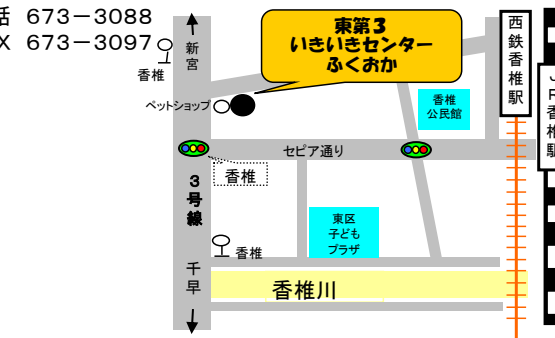 話 673－3088
X 673－3097
東第3
いきいきセンター
ふくおか
西鉄香椎駅
JR香椎駅
新宮
香椎
ペットショップ
香椎
公民館
セピア通り
香椎
3号線
東区
子ども
プラザ
香椎
千早
香椎川